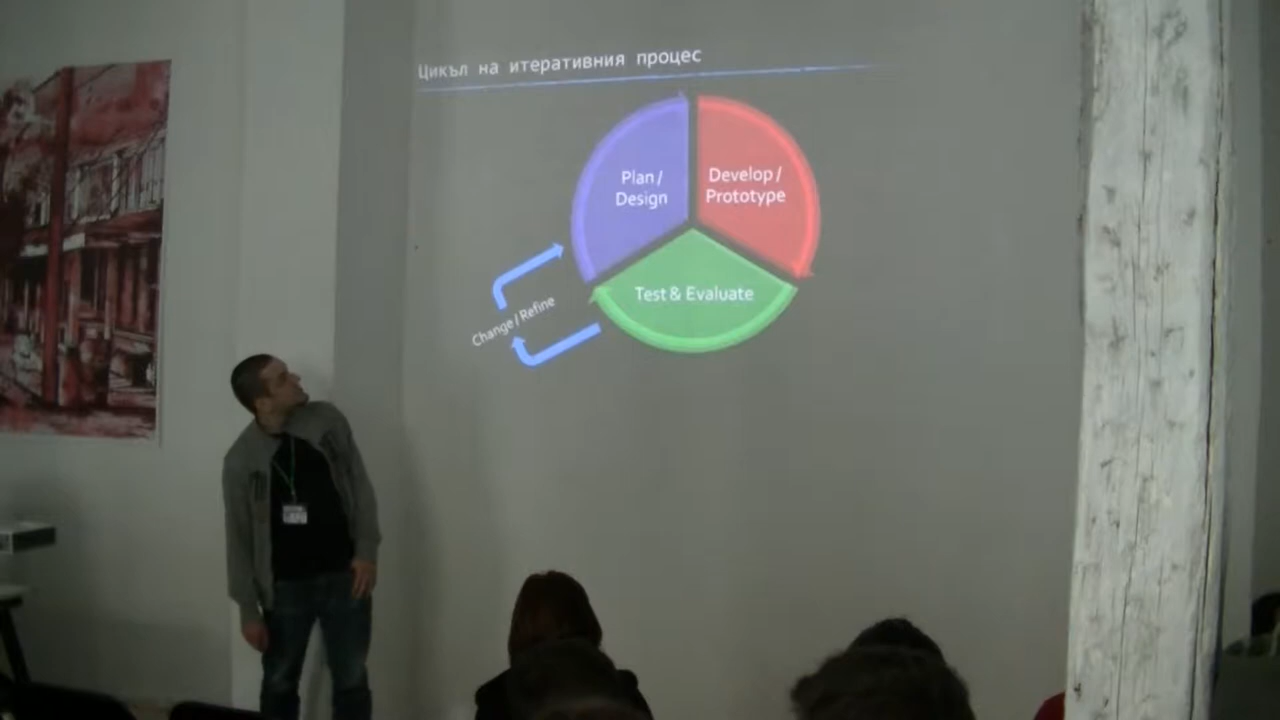 Цикъл на итеративния процес
Plan /
Design
Develop /
Prototype
Test & Evaluate
Change / Refine